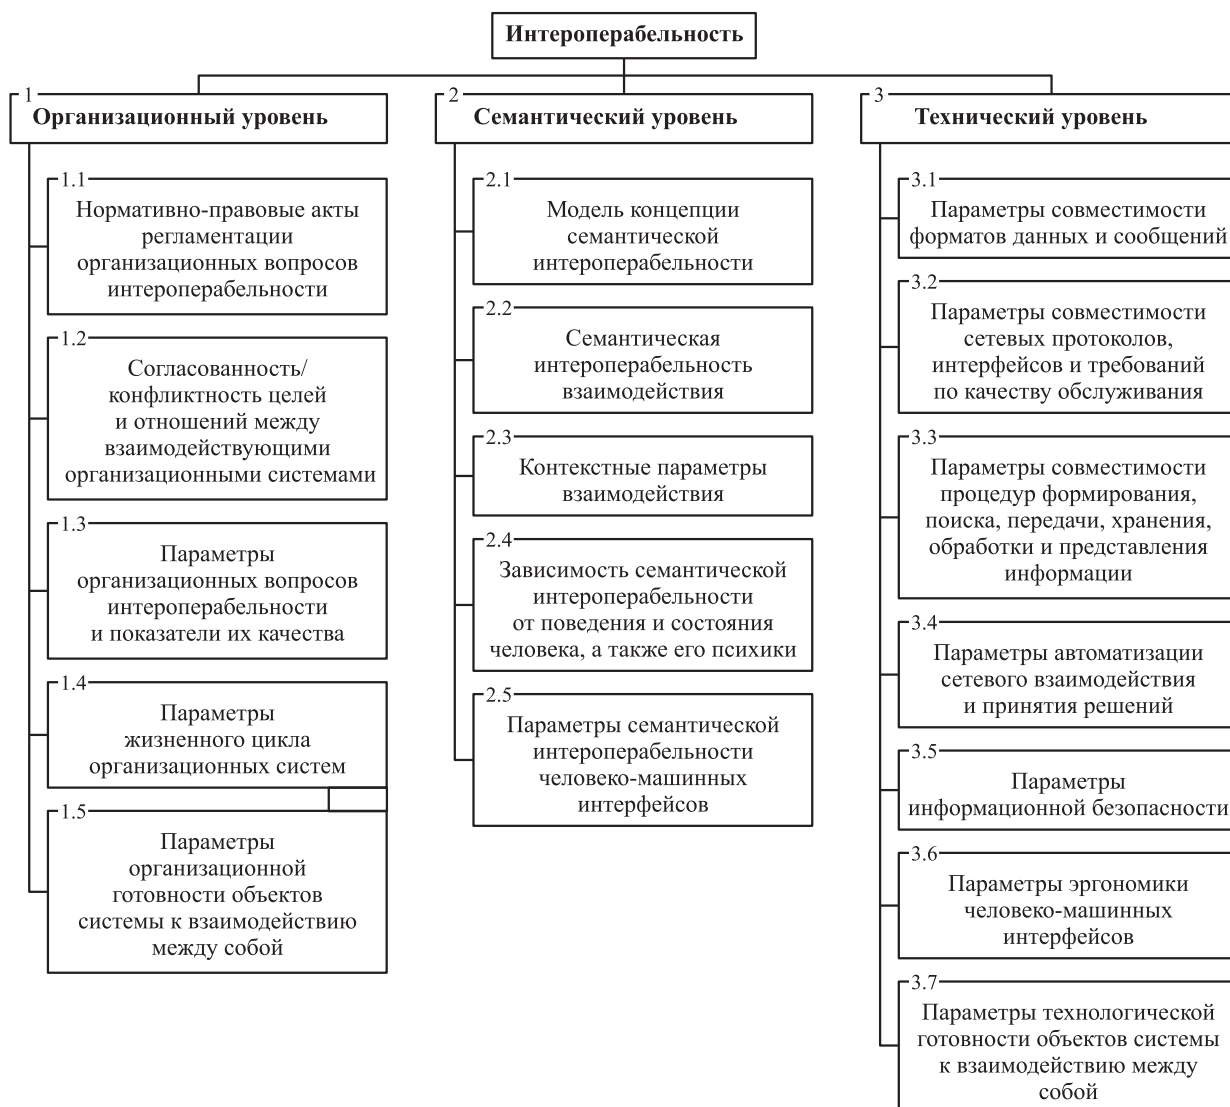 Интероперабельность
1
Организационный уровень
1.1
Нормативно-правовые акты
регламентации
организационных вопросов
интероперабельности
1.2
Согласованность/
конфликтность целей
и отношений между
взаимодействующими
организационными системами
1.3
Параметры
организационных вопросов
интероперабельности
и показатели их качества
1.4
Параметры
жизненного цикла
организационных систем
1.5
Параметры
организационной
готовности объектов
системы к взаимодействию
между собой
2
Семантический уровень
2.1
Модель концепции
семантической
интероперабельности
2.2
Семантическая
интероперабельность
взаимодействия
2.3
Контекстные параметры
взаимодействия
2.4
Зависимость семантической
интероперабельности
от поведения и состояния
человека, а также его психики
2.5
Параметры семантической
интероперабельности
человеко-машинных
интерфейсов
3
Технический уровень
3.1
Параметры совместимости
форматов данных и сообщений
3.2
Параметры совместимости
сетевых протоколов,
интерфейсов и требований
по качеству обслуживания
3.3
Параметры совместимости
процедур формирования,
поиска, передачи, хранения,
обработки и представления
информации
3.4
Параметры автоматизации
сетевого взаимодействия
и принятия решений
3.5
Параметры
информационной безопасности
3.6
Параметры эргономики
человеко-машинных
интерфейсов
3.7
Параметры технологической
готовности объектов системы
к взаимодействию между
собой